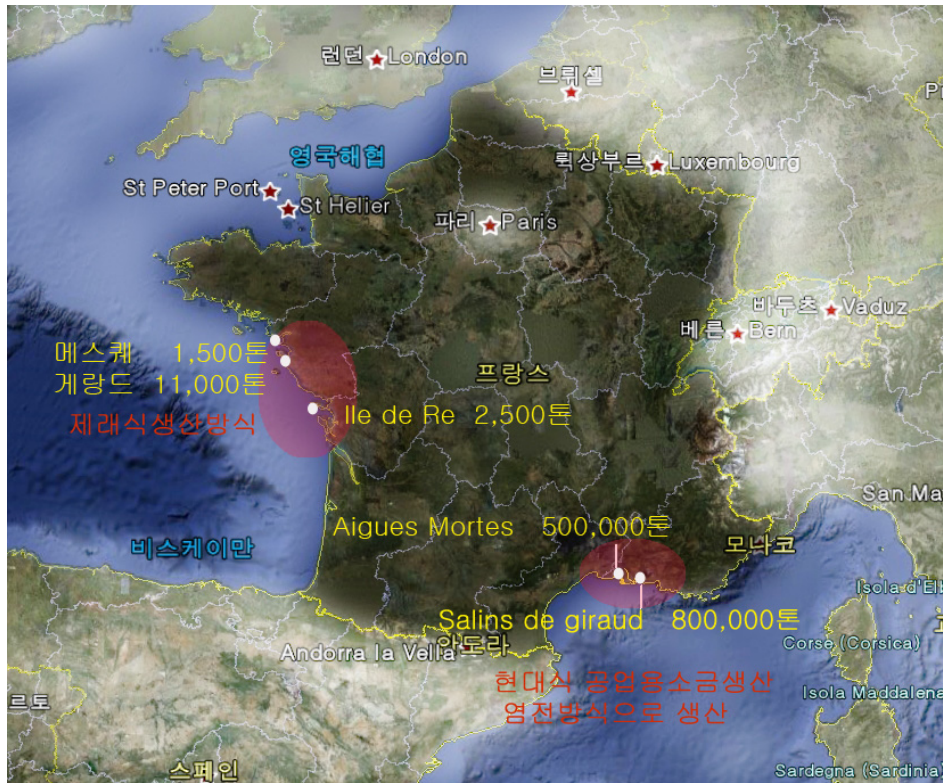 런던 London
브뤼셀
영국해협
룩상부르 Luxembourg
St Peter Port
St Helier
파리 Paris
바두츠 Vaduz
베른 Bern
메스퀘 1,500톤
게랑드 11,000톤
프랑스
제래식생산방식
Ile de Re 2,500톤
San Ma
Aigues Mortes 500,000톤
비스케이만
모나코
Isola d'Elb
Salins de giraud 800,000톤
안도라
Andorra la Vella
Corse (Corsica)
현대식 공업용소금생산
염전방식으로 생산
Isola Maddalena
르토
스페인
Sardegna (Sardinia)